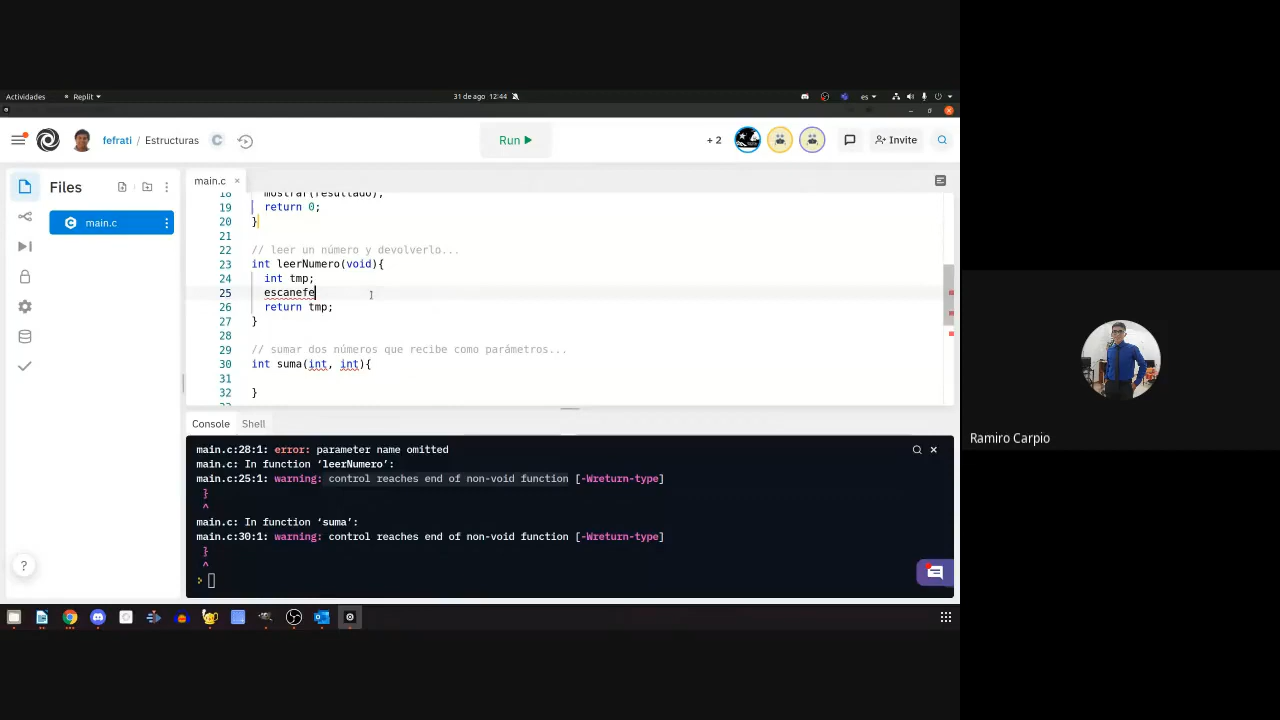 Actividades
Replit
31 de ago 12:44
es
fefrati / Estructuras
C
Run
+ 2
Invite
Files
main.c
main.c ×
18 mostrar(resultado);
19 return 0;
20 }
21
22 // leer un número y devolverlo...
23 int leerNumero(void){
24 int tmp;
25 escanefe
26 return tmp;
27 }
28
29 // sumar dos números que recibe como parámetros...
30 int suma(int, int){
31
32 }
Console Shell
main.c:28:1: error: parameter name omitted
main.c: In function ‘leerNumero’:
main.c:25:1: warning: control reaches end of non-void function [-Wreturn-type]
}
^
main.c: In function ‘suma’:
main.c:30:1: warning: control reaches end of non-void function [-Wreturn-type]
}
^
>
?
Ramiro Carpio